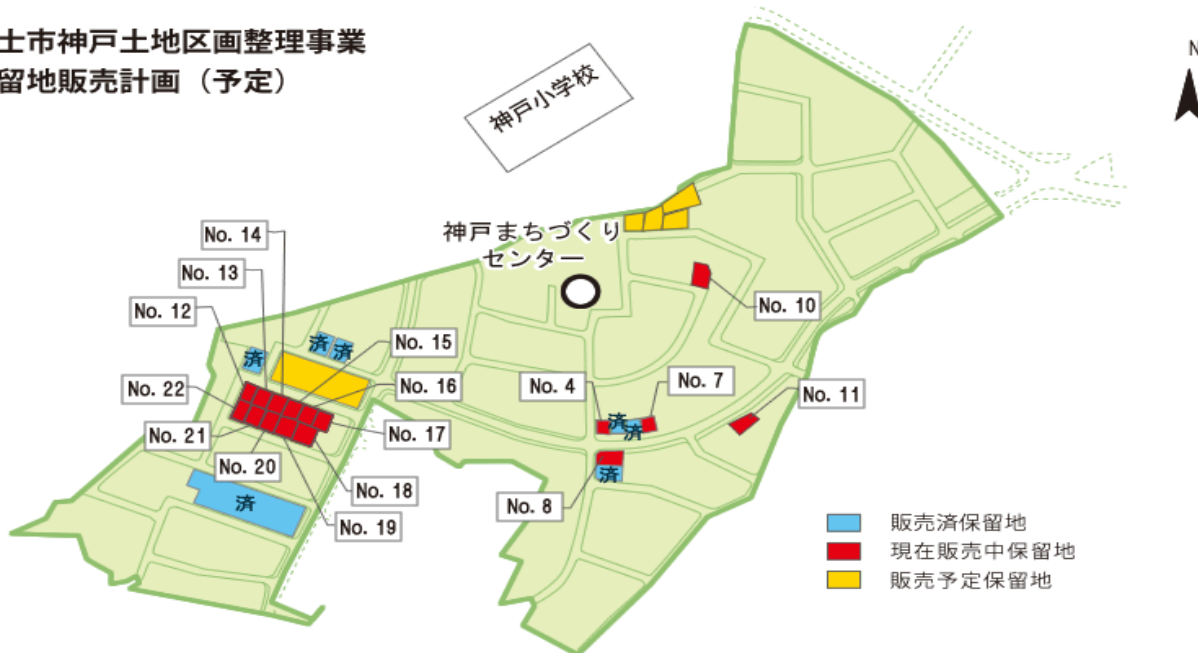 士市神戸土地区画整理事業
留地販売計画（予定）
N
神戸小学校
神戸まちづくり
センター
No. 14
No. 13
No. 12
No. 15
No. 16
No. 22
No. 21
No. 20
No. 17
No. 18
No. 19
No. 10
No. 4
No. 7
No. 11
No. 8
済
済
済
済
済
済
済
販売済保留地
現在販売中保留地
販売予定保留地